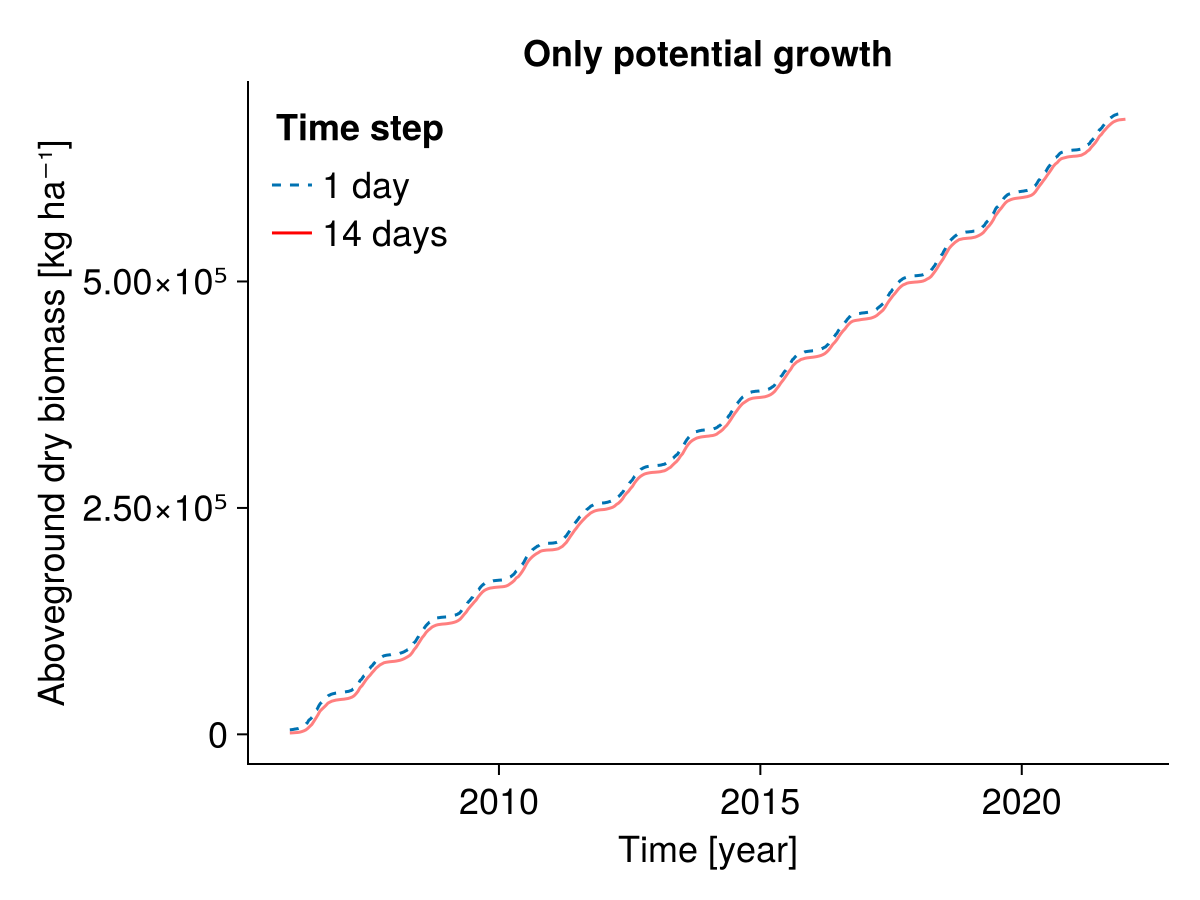 Only potential growth
Time step
1 day
14 days
Aboveground dry biomass [kg ha⁻¹]
5.00×10⁵
2.50×10⁵
0
2010
2015
2020
Time [year]